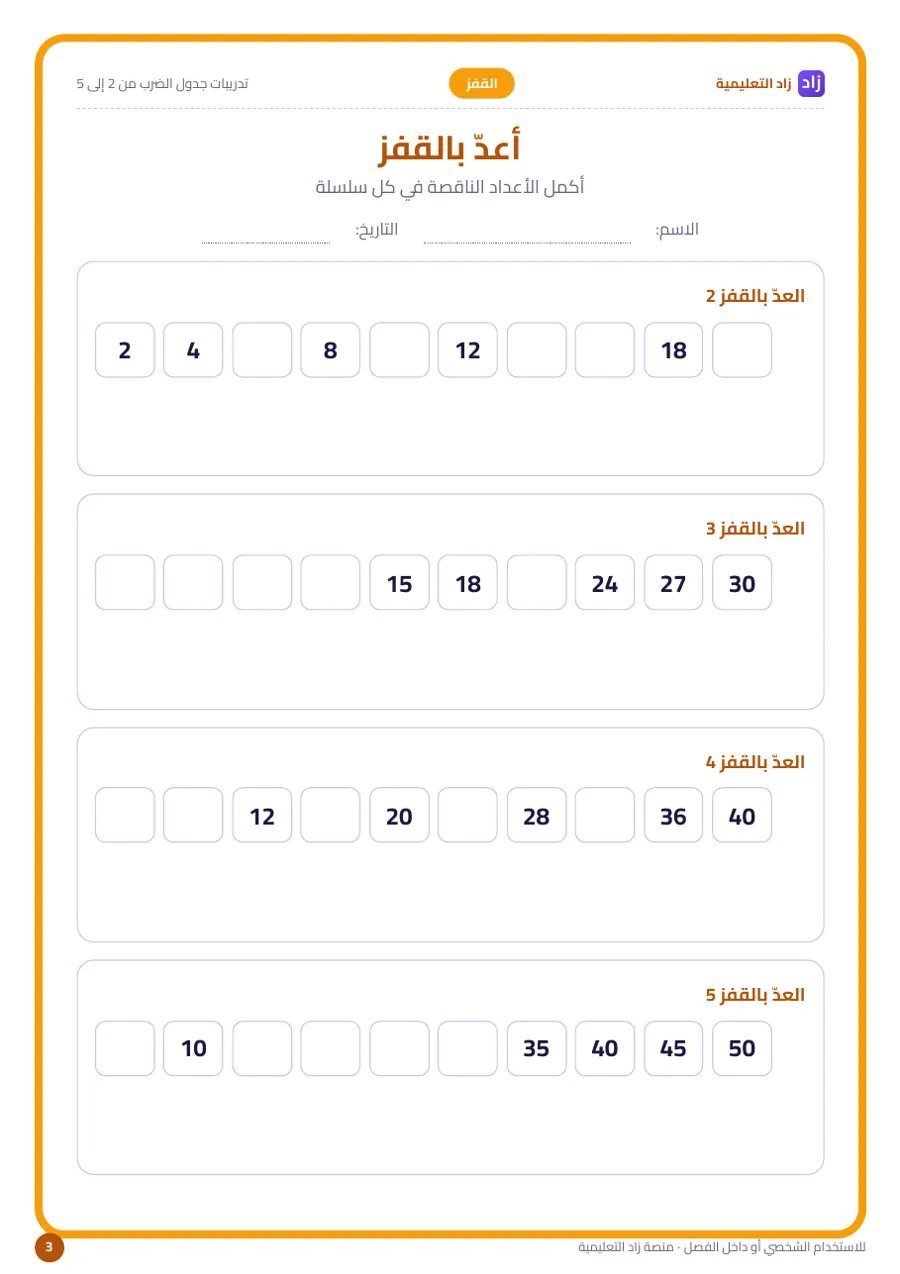 زاد زاد التعليمية
القفز
تدريبات جدول الضرب من 2 إلى 5
أعدّ بالقفز
أكمل الأعداد الناقصة في كل سلسلة
الاسم: التاريخ:
العدّ بالقفز 2
2 4 8 12 18
العدّ بالقفز 3
15 18 24 27 30
العدّ بالقفز 4
12 20 28 36 40
العدّ بالقفز 5
10 35 40 45 50
للاستخدام الشخصي أو داخل الفصل · منصة زاد التعليمية
3